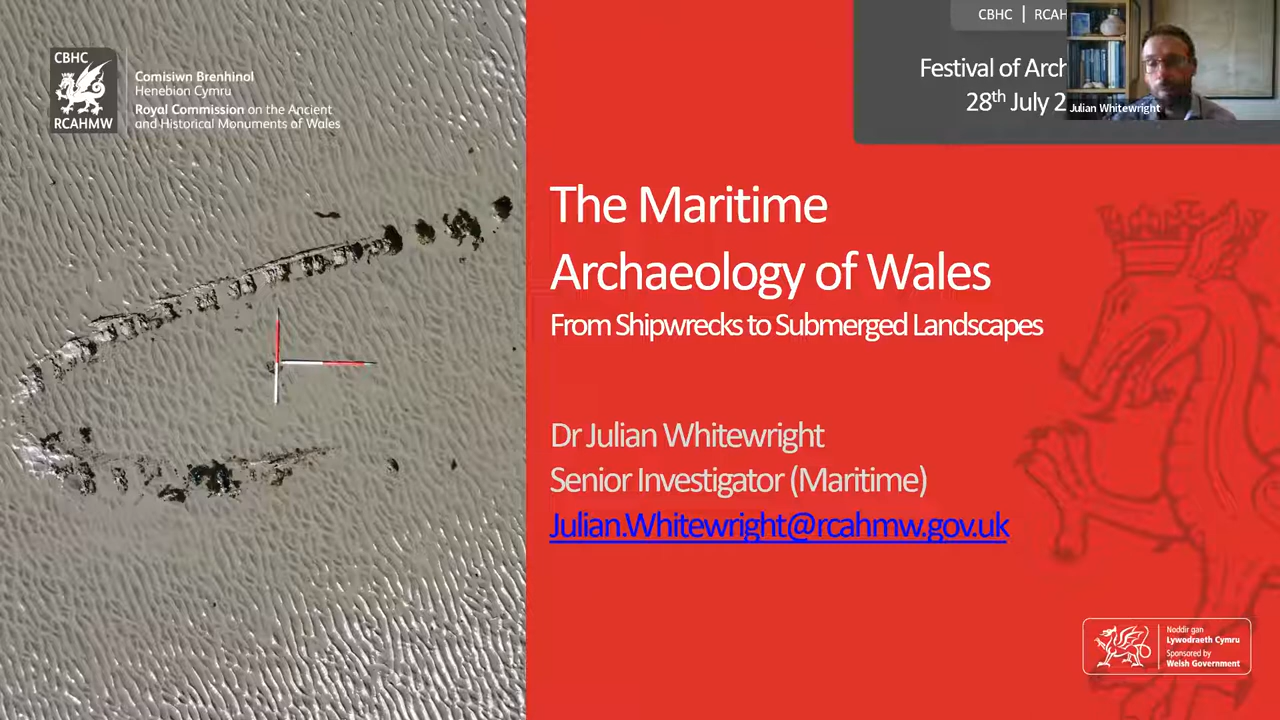 CBHC
RCAHMW
Comisiwn Brenhinol
Henebion Cymru
Royal Commission on the Ancient
and Historical Monuments of Wales
CBHC | RCAH
Festival of Arch
28th July 2
Julian Whitewright
The Maritime
Archaeology of Wales
From Shipwrecks to Submerged Landscapes
Dr Julian Whitewright
Senior Investigator (Maritime)
Julian.Whitewright@rcahmw.gov.uk
Noddir gan
Lywodraeth Cymru
Sponsored by
Welsh Government